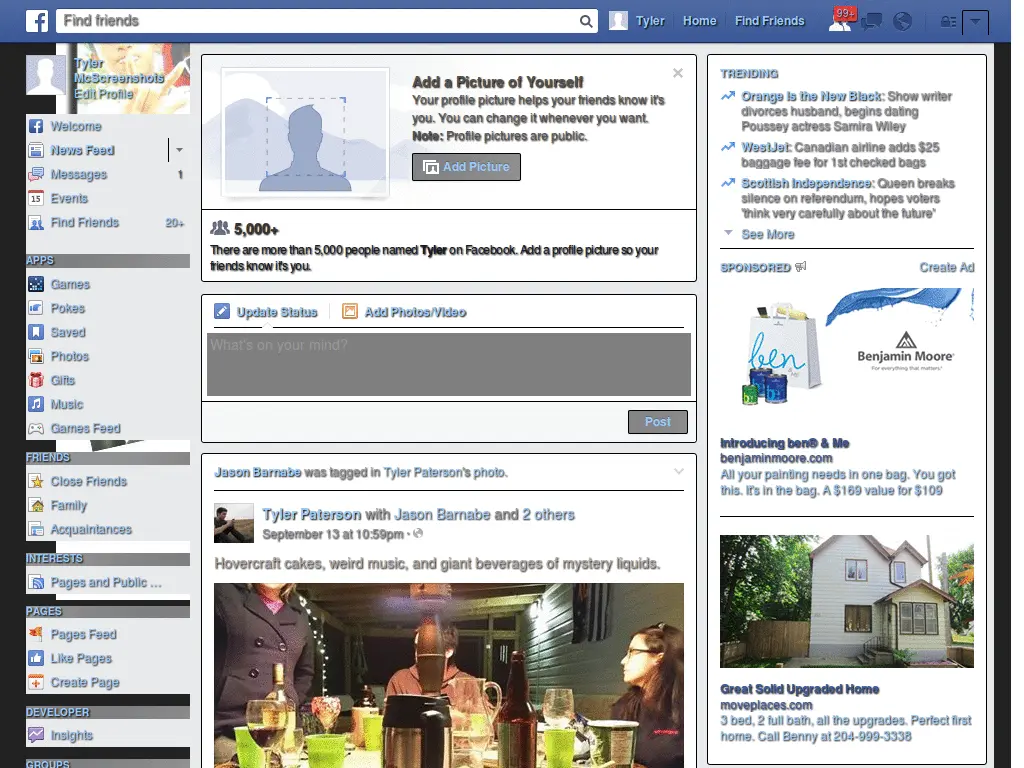 Find friends
Tyler
Home
Find Friends
99+
Tyler
McScreenshots
Edit Profile
Welcome
News Feed
Messages
1
15
Events
Find Friends
20+
APPS
Games
Pokes
Saved
Photos
Gifts
Music
Games Feed
FRIENDS
Close Friends
Family
Acquaintances
INTERESTS
Pages and Public ...
PAGES
Pages Feed
Like Pages
Create Page
DEVELOPER
Insights
GROUPS
Add a Picture of Yourself
Your profile picture helps your friends know it's
you. You can change it whenever you want.
Note: Profile pictures are public.
Add Picture
5,000+
There are more than 5,000 people named Tyler on Facebook. Add a profile picture so your
friends know it's you.
Update Status
Add Photos/Video
What's on your mind?
Post
Jason Barnabe was tagged in Tyler Paterson's photo.
Tyler Paterson with Jason Barnabe and 2 others
September 13 at 10:59pm ·
Hovercraft cakes, weird music, and giant beverages of mystery liquids.
TRENDING
Orange Is the New Black: Show writer
divorces husband, begins dating
Poussey actress Samira Wiley
WestJet: Canadian airline adds $25
baggage fee for 1st checked bags
Scottish Independence: Queen breaks
silence on referendum, hopes voters
'think very carefully about the future'
See More
SPONSORED
Create Ad
ben
& Me
Benjamin Moore®
For everything that matters.®
Introducing ben® & Me
benjaminmoore.com
All your painting needs in one bag. You got
this. It's in the bag. A $169 value for $109
Great Solid Upgraded Home
moveplaces.com
3 bed, 2 full bath, all the upgrades. Perfect first
home. Call Benny at 204-999-3338